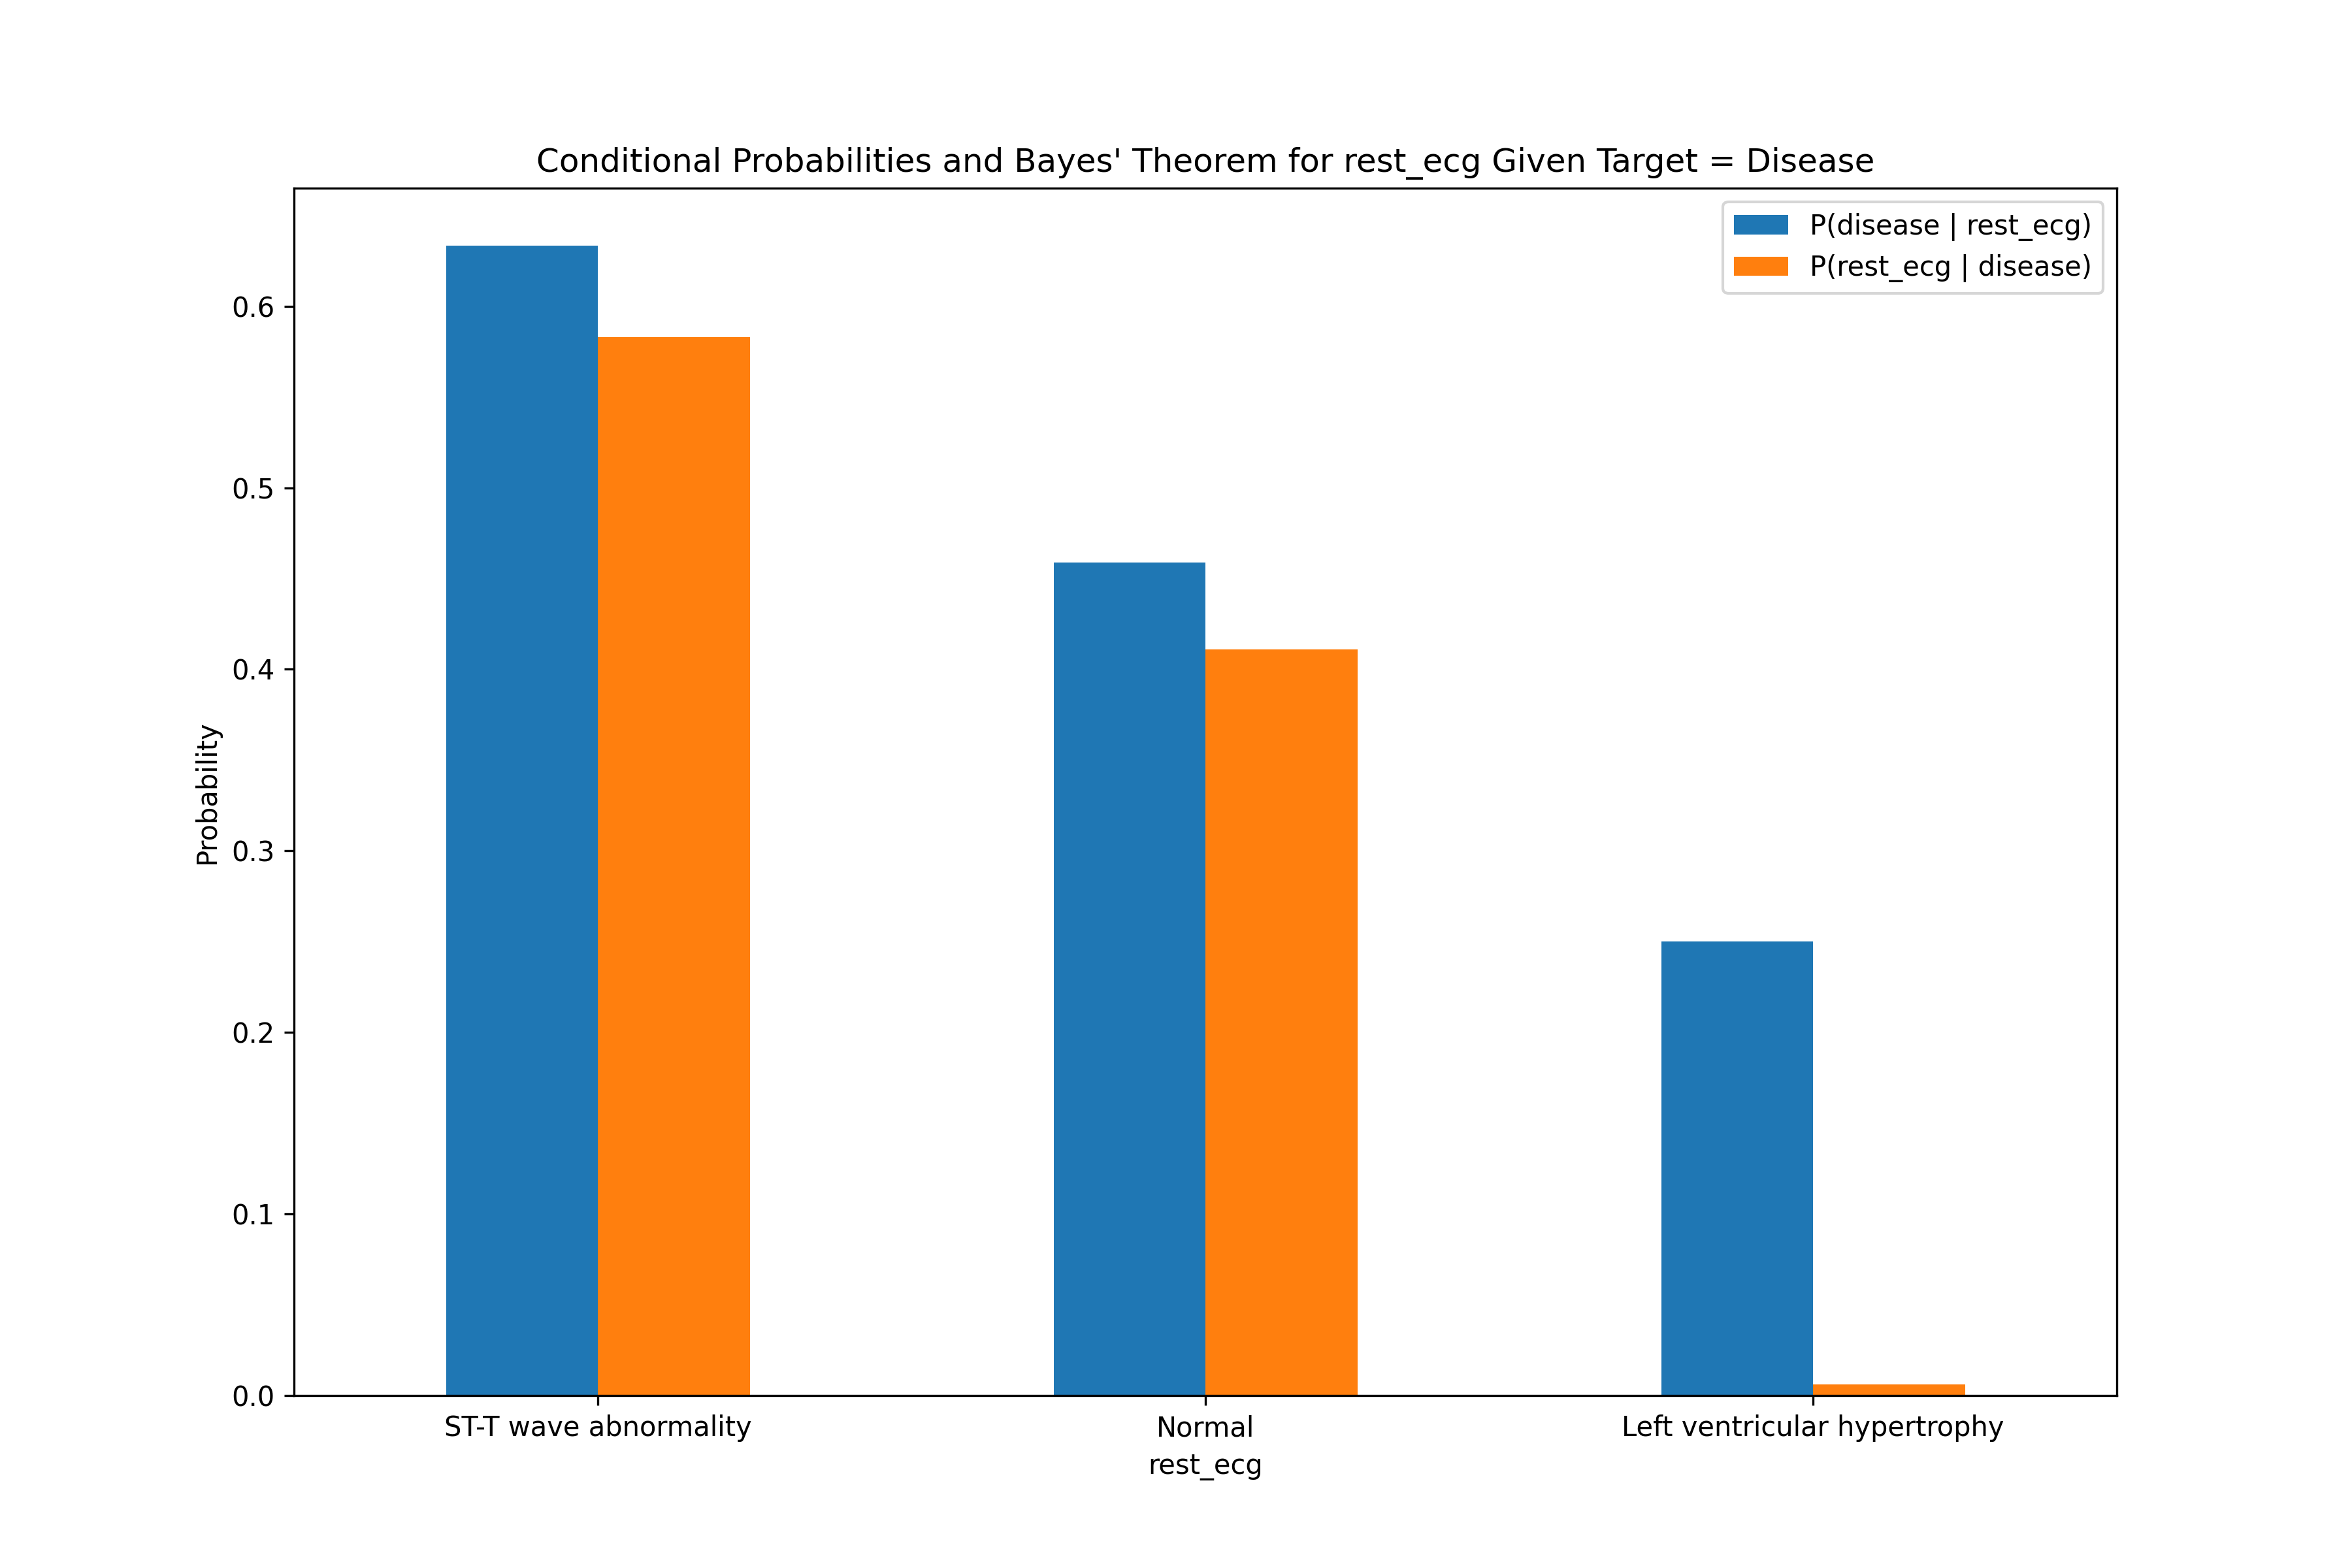 Conditional Probabilities and Bayes' Theorem for rest_ecg Given Target = Disease
P(disease | rest_ecg)
P(rest_ecg | disease)
Probability
0.6
0.5
0.4
0.3
0.2
0.1
0.0
ST-T wave abnormality
Normal
Left ventricular hypertrophy
rest_ecg